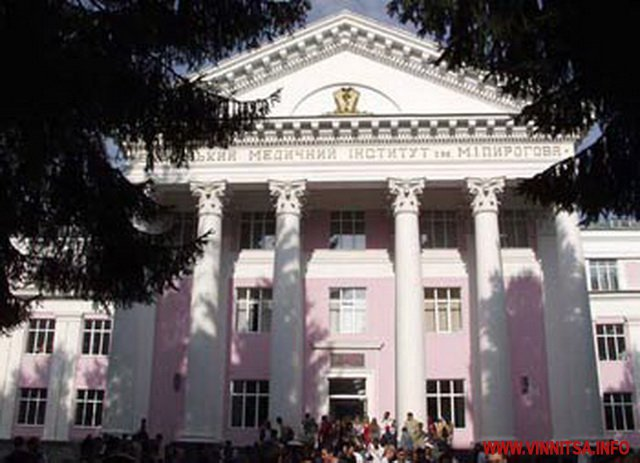 ЬКИЙ МЕДИЧНИЙ ІНСТИТУТ ІМ. М.І.ПИРОГОВА
WWW.VINNITSA.INFO